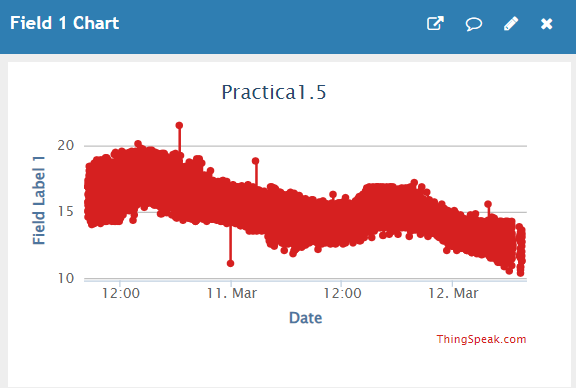 Field 1 Chart
Practica1.5
Field Label 1
20
15
10
12:00
11. Mar
12:00
12. Mar
Date
ThingSpeak.com